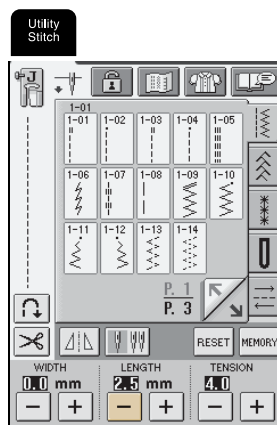 Utility
Stitch
J
1-01
1-01 1-02 1-03 1-04 1-05
1-06 1-07 1-08 1-09 1-10
1-11 1-12 1-13 1-14
P. 1
P. 3
RESET MEMORY
WIDTH LENGTH TENSION
0.0 mm 2.5 mm 4.0
− + − + − +